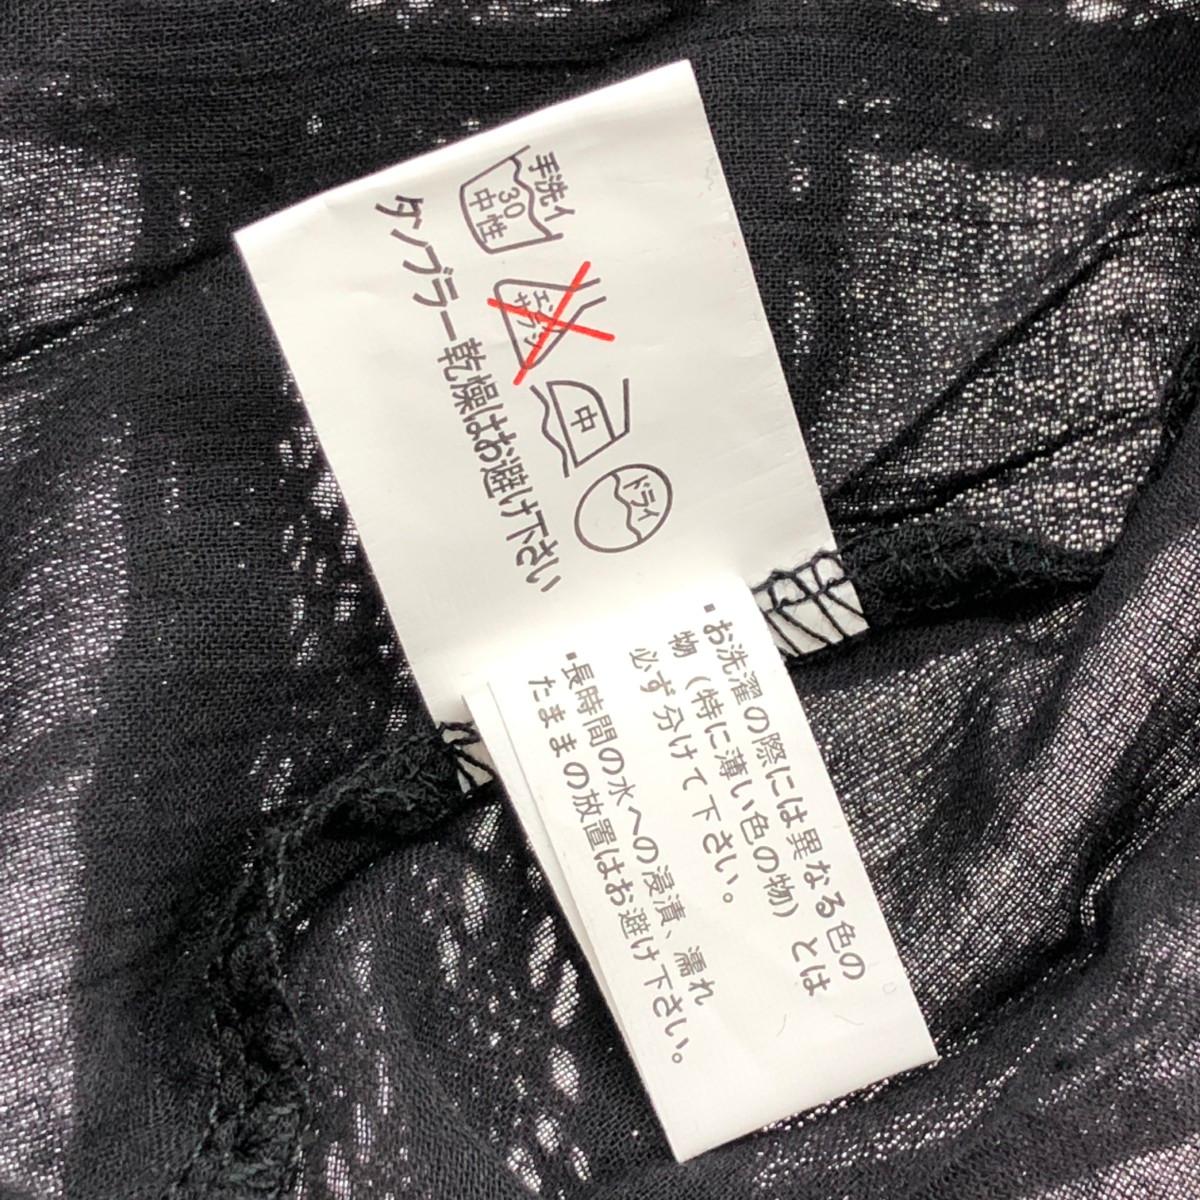 手洗イ
30
中性
エンソ
サラシ
中
ドライ
タンブラー乾燥はお避け下さい
▪お洗濯の際には異なる色の
物（特に薄い色の物）とは
必ず分けて下さい。
▪長時間の水への浸漬、濡れ
たままの放置はお避け下さい。